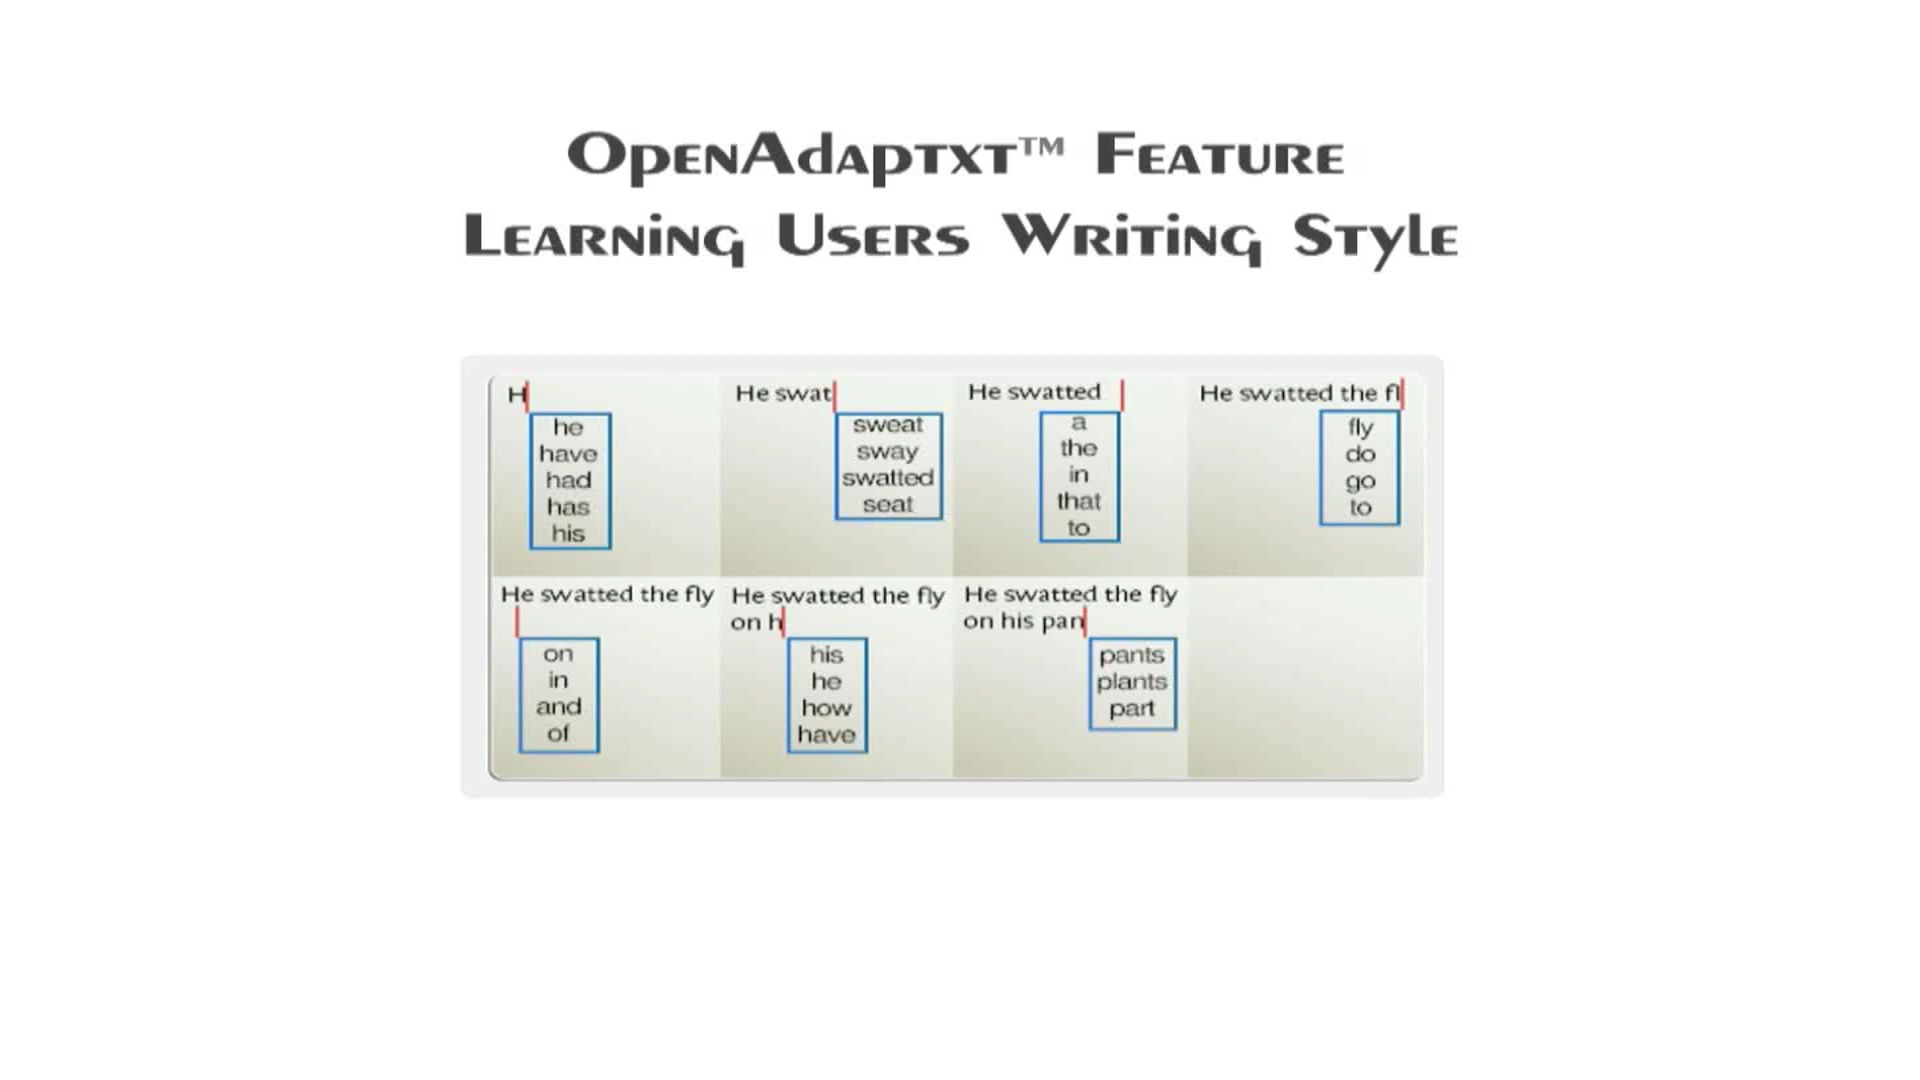 OpenAdaptxt™ Feature
Learning Users Writing Style
H
he
have
had
has
his
He swat
sweat
sway
swatted
seat
He swatted
a
the
in
that
to
He swatted the fl
fly
do
go
to
He swatted the fly
on
in
and
of
He swatted the fly
on h
his
he
how
have
He swatted the fly
on his pan
pants
plants
part